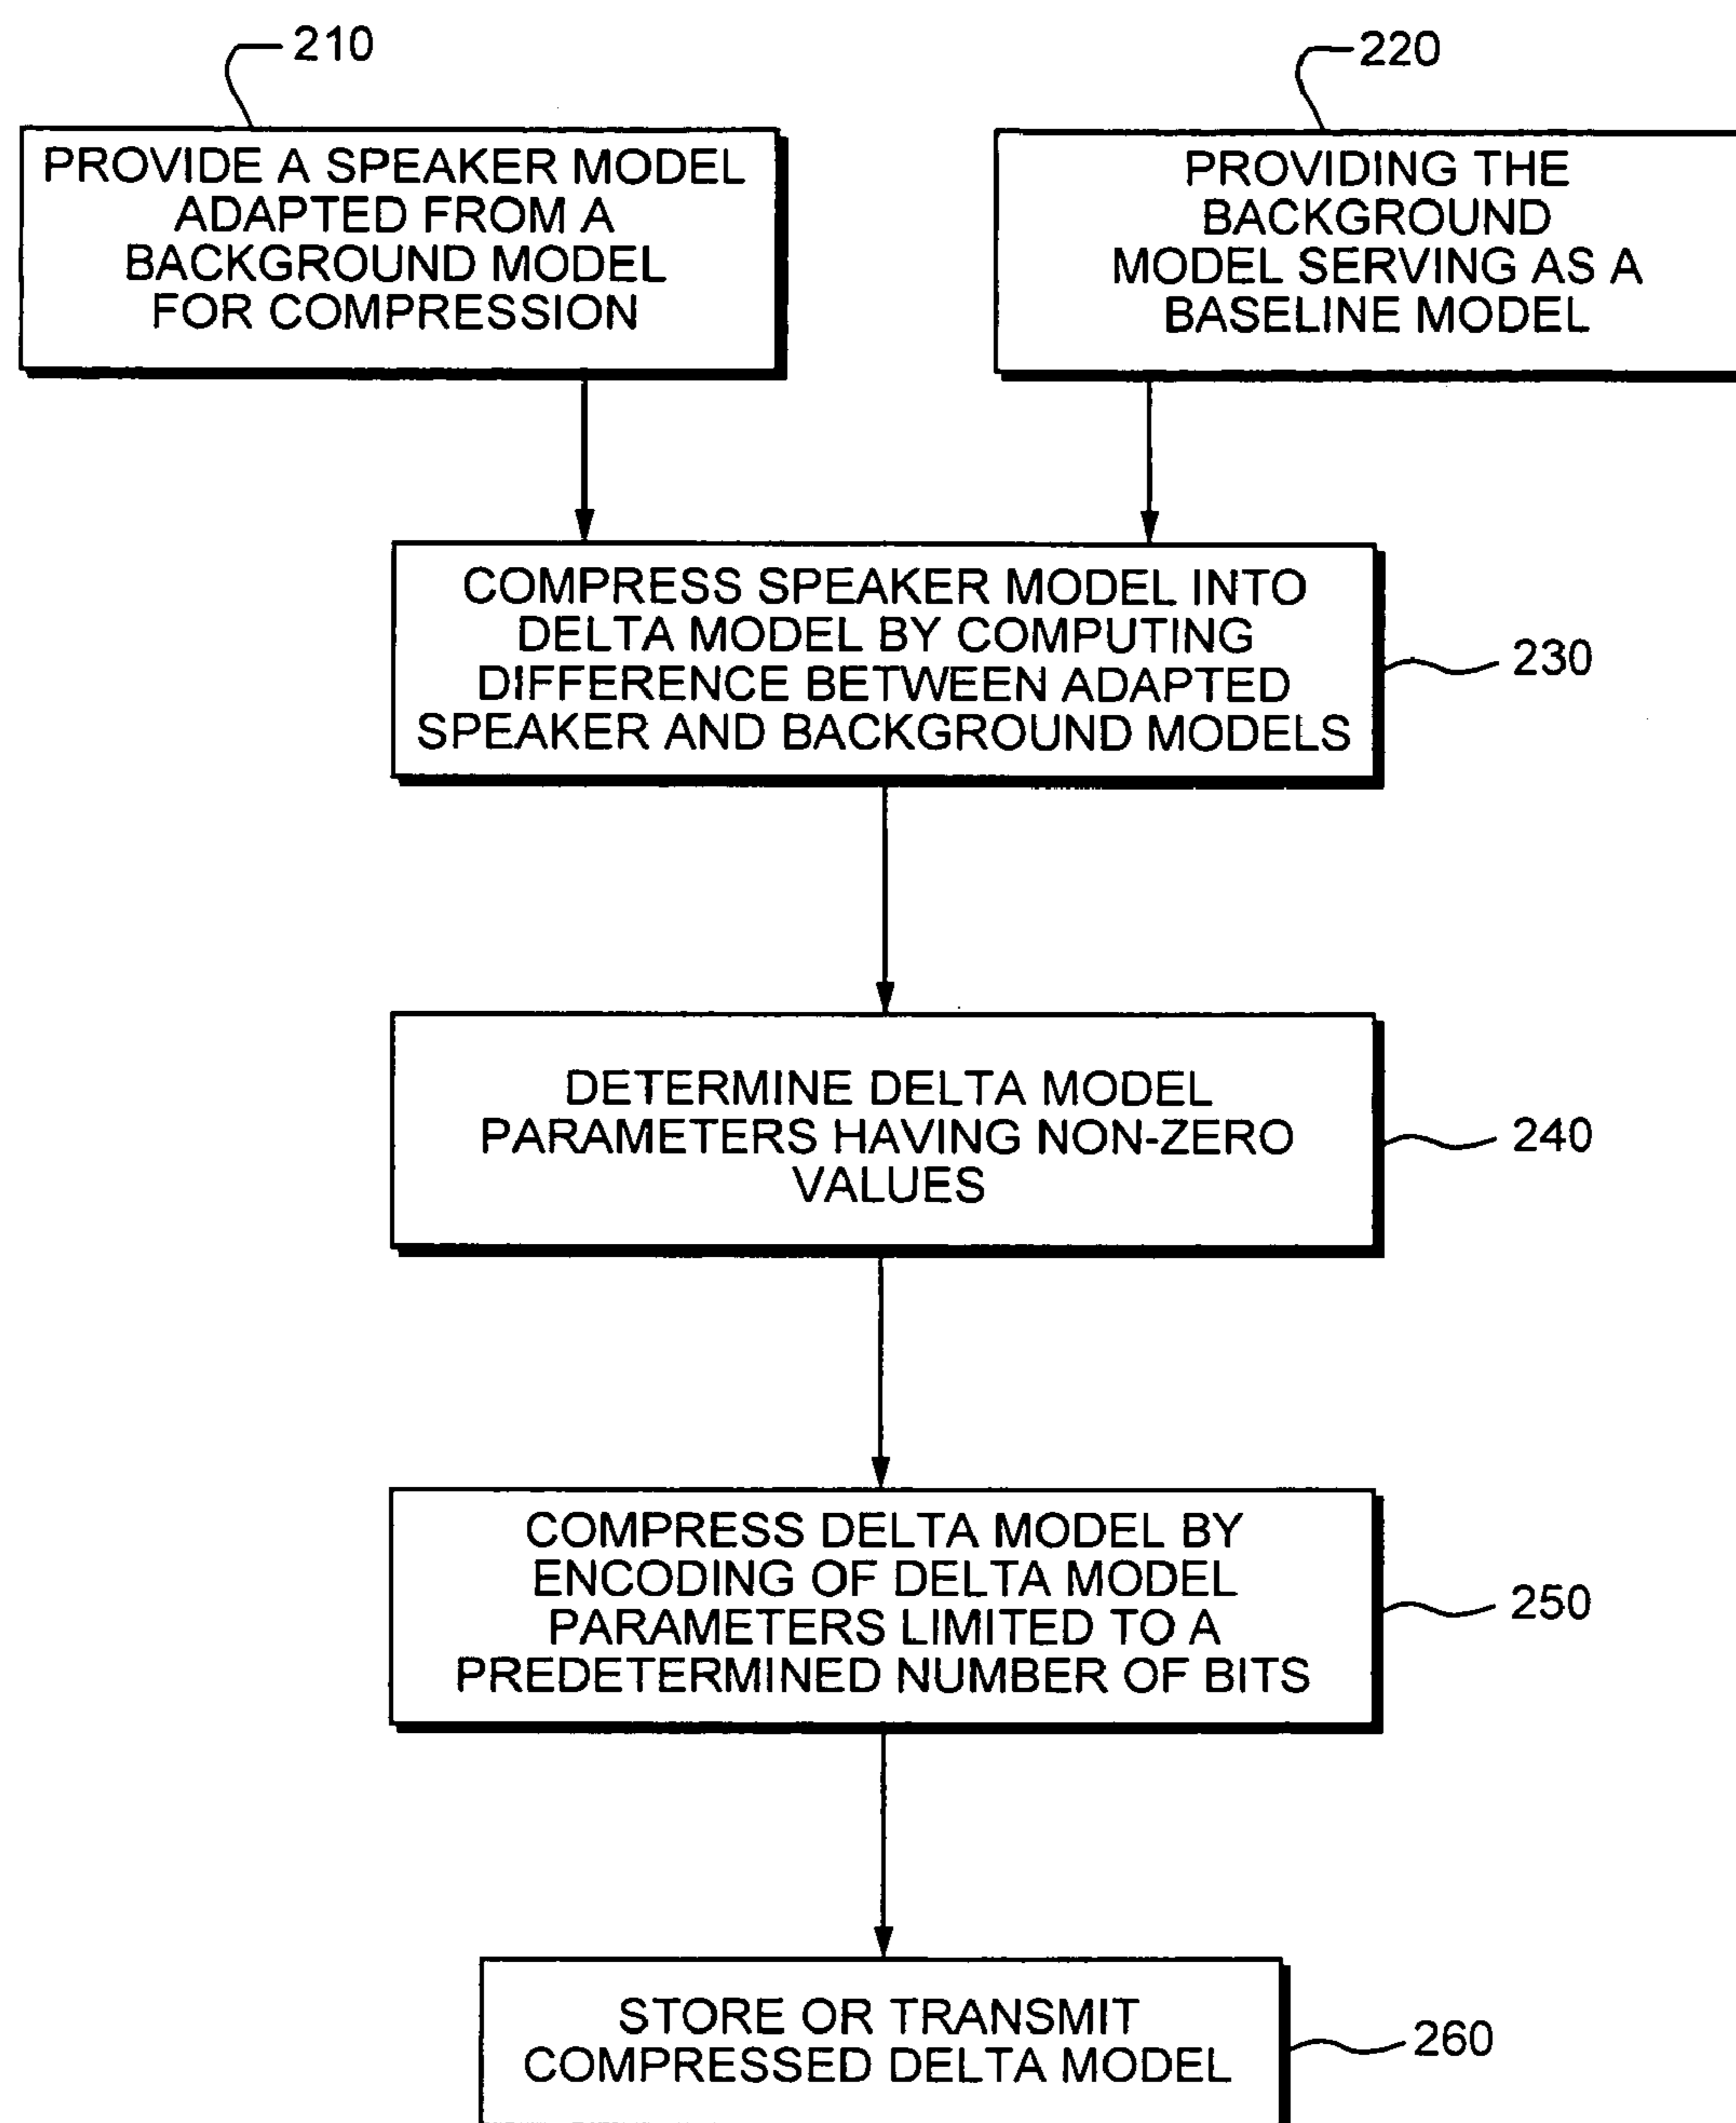 210
PROVIDE A SPEAKER MODEL
ADAPTED FROM A
BACKGROUND MODEL
FOR COMPRESSION
220
PROVIDING THE
BACKGROUND
MODEL SERVING AS A
BASELINE MODEL
COMPRESS SPEAKER MODEL INTO
DELTA MODEL BY COMPUTING
DIFFERENCE BETWEEN ADAPTED
SPEAKER AND BACKGROUND MODELS
230
DETERMINE DELTA MODEL
PARAMETERS HAVING NON-ZERO
VALUES
240
COMPRESS DELTA MODEL BY
ENCODING OF DELTA MODEL
PARAMETERS LIMITED TO A
PREDETERMINED NUMBER OF BITS
250
STORE OR TRANSMIT
COMPRESSED DELTA MODEL
260